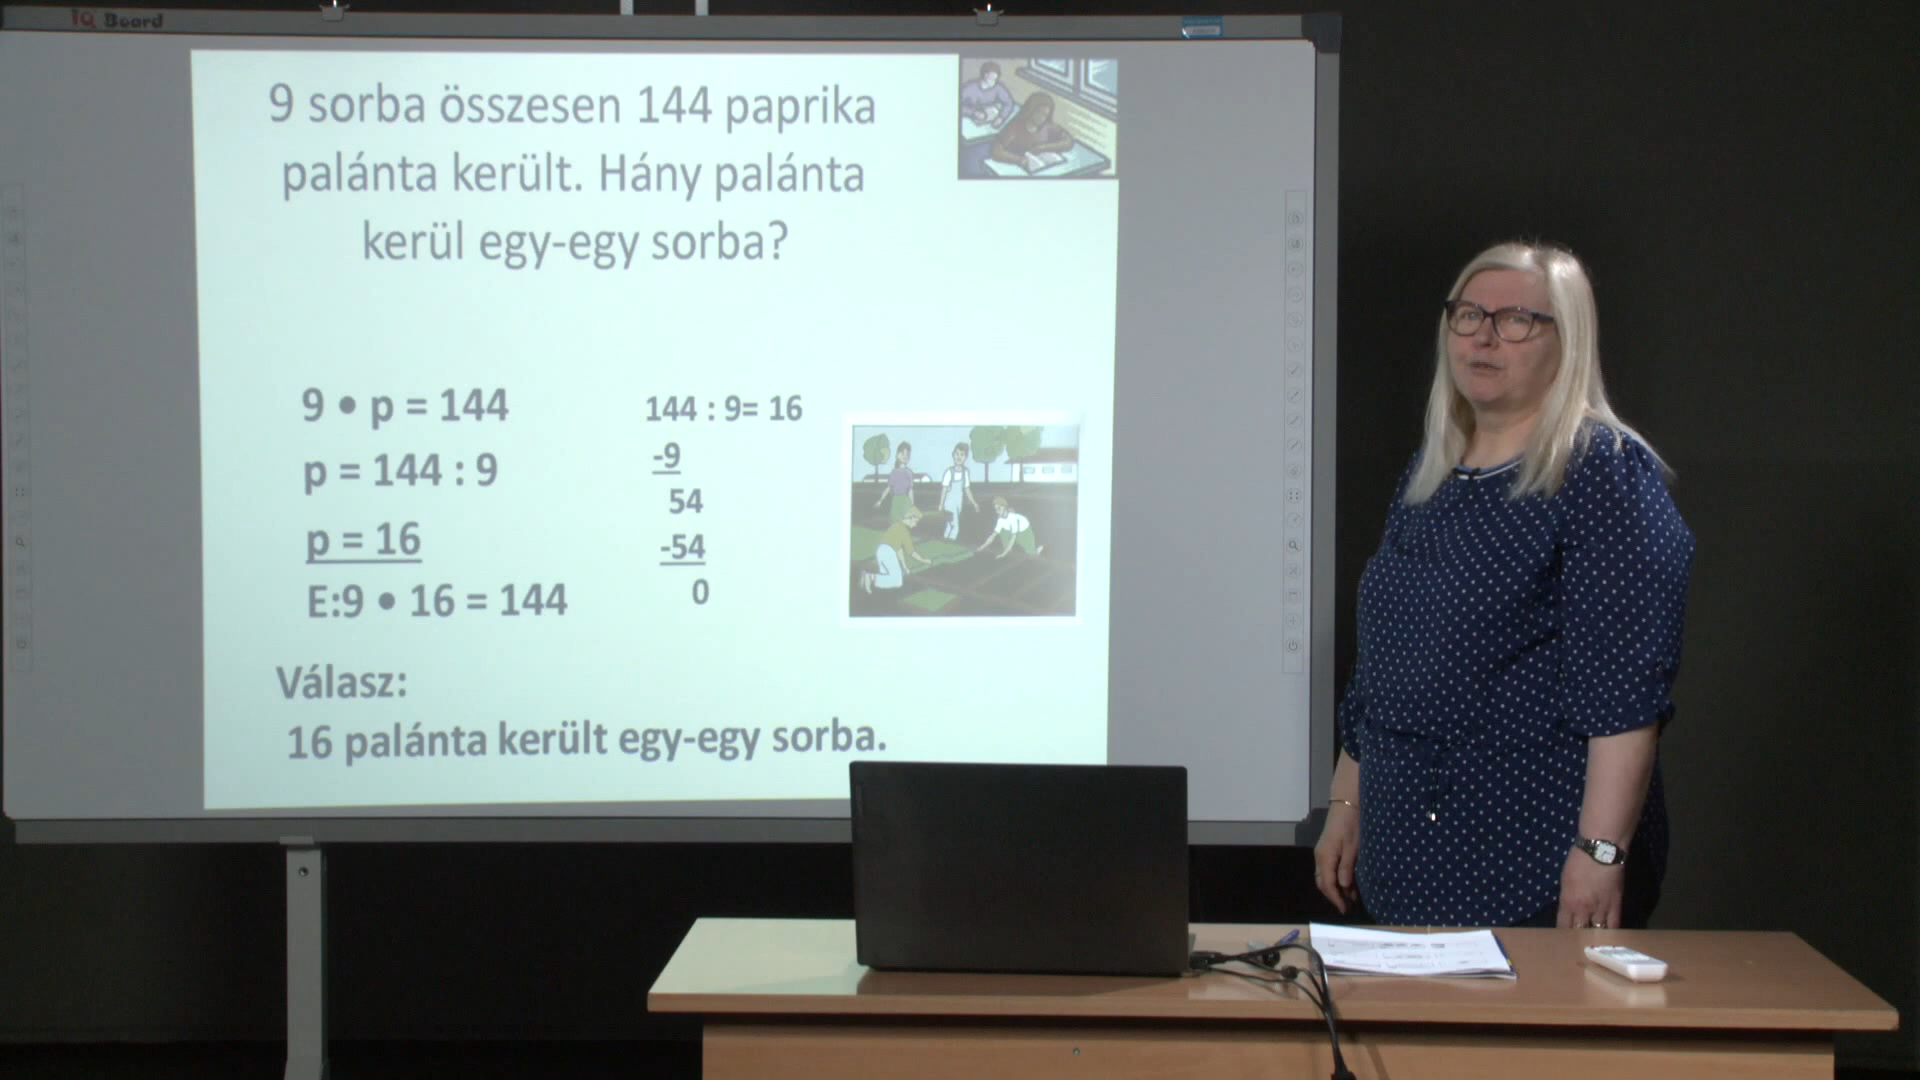 IQ Board
9 sorba összesen 144 paprika
palánta került. Hány palánta
kerül egy-egy sorba?
9 • p = 144
p = 144 : 9
p = 16
E:9 • 16 = 144
144 : 9= 16
-9
54
-54
0
Válasz:
16 palánta került egy-egy sorba.